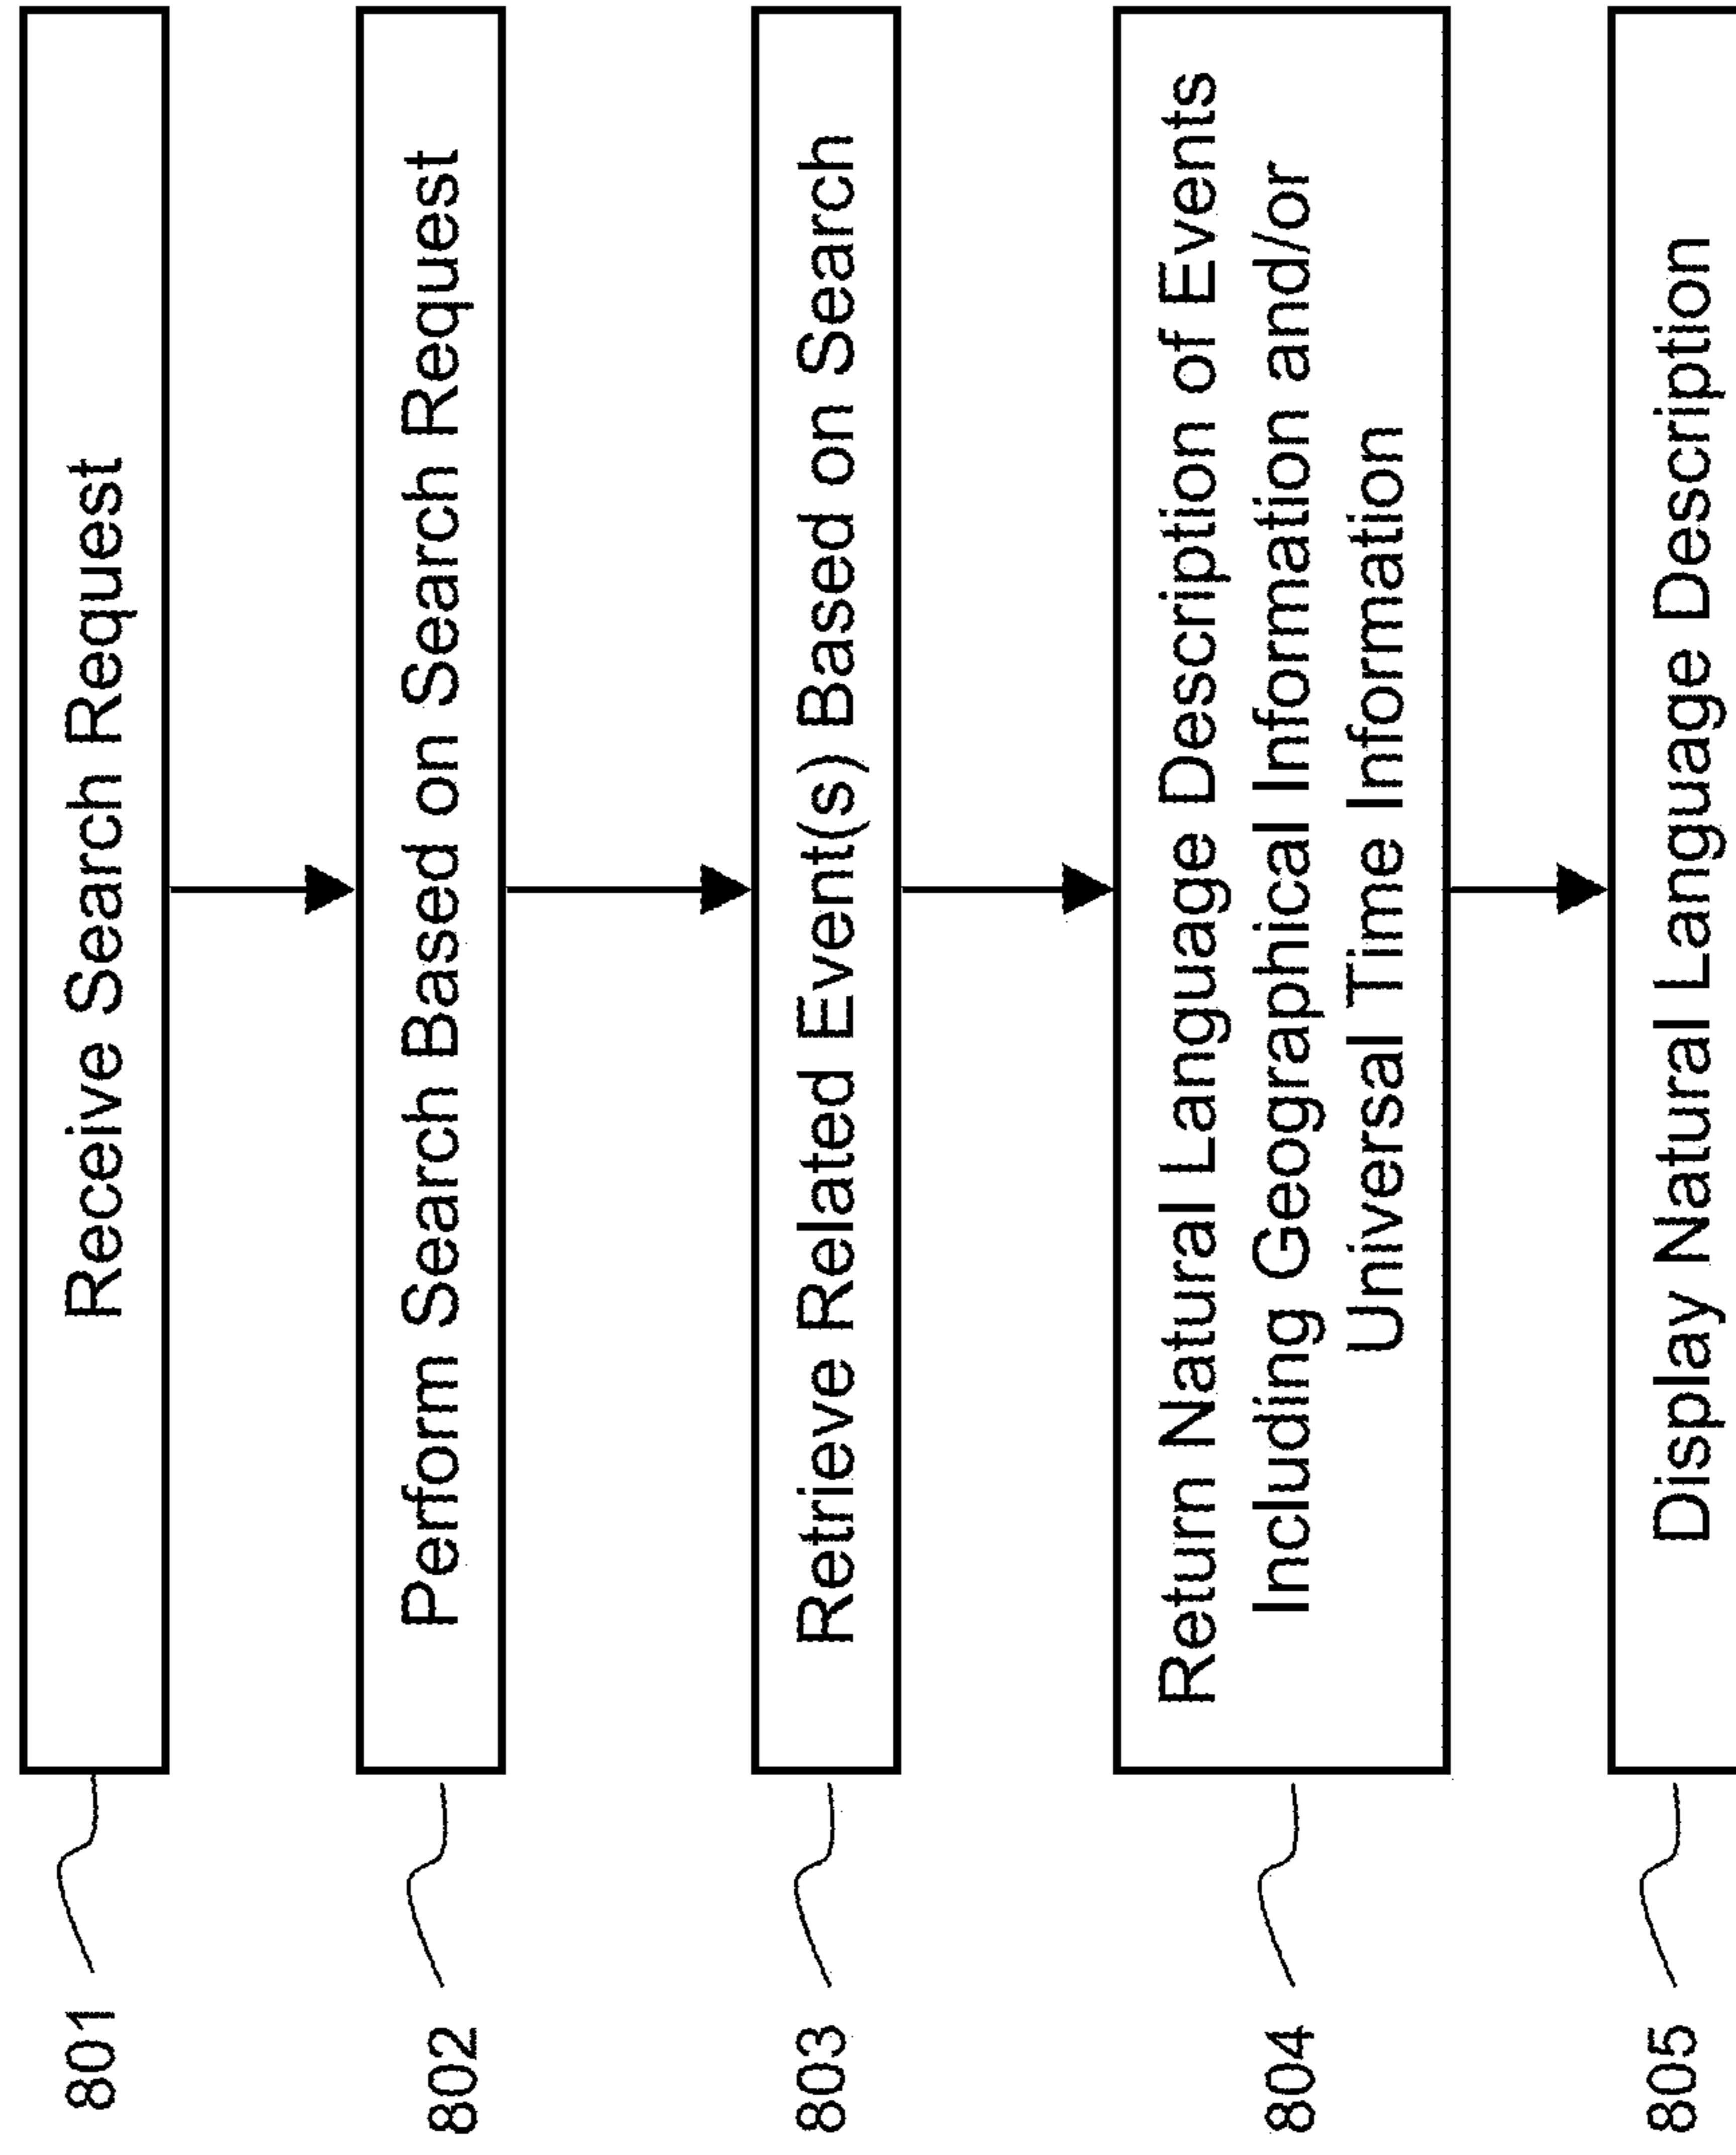 801
Receive Search Request
802
Perform Search Based on Search Request
803
Retrieve Related Event(s) Based on Search
804
Return Natural Language Description of Events
Including Geographical Information and/or
Universal Time Information
805
Display Natural Language Description